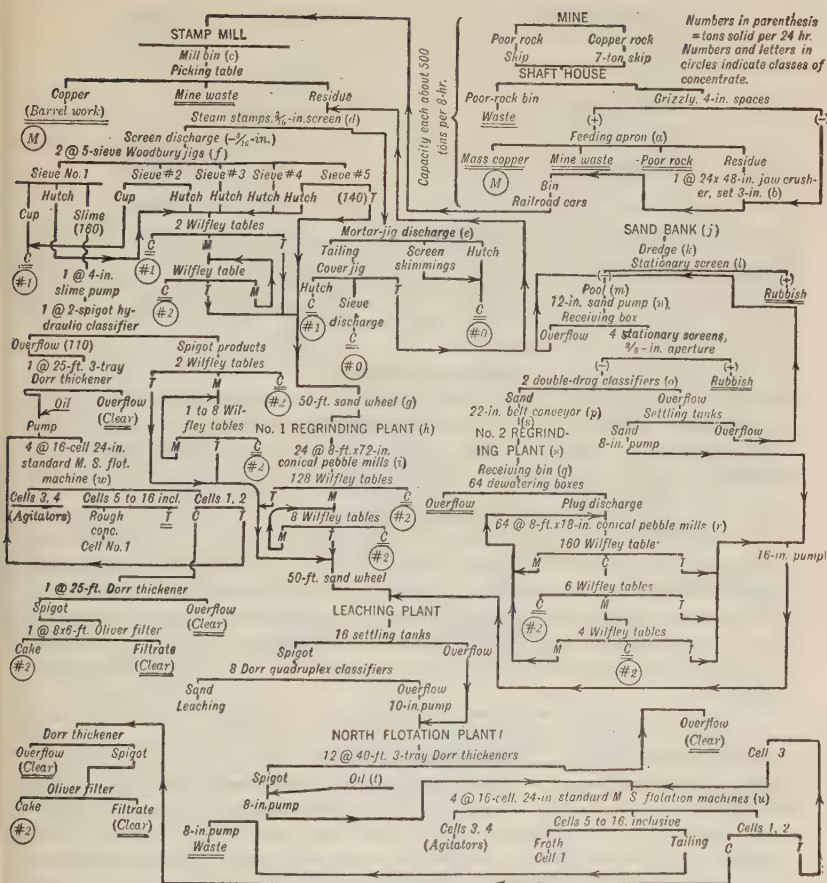 STAMP MILL
Mill bin (c)
Picking table
Copper
(Barrel work)
M
Mine waste
Residue
Steam stamps. 3/16-in. screen (d)
Screen discharge (-3/16-in.)
2 @ 5-sieve Woodbury jigs (f)
Sieve No.1 Sieve #2 Sieve #3 Sieve #4 Sieve #5
Hutch Cup Hutch Hutch Hutch Hutch (140) T
Cup Slime
(160)
2 Wilfley tables
C M T
#1
C
#1
Wilfley table
C T M
#2
1 @ 4-in.
slime pump
1 @ 2-spigot hy-
draulic classifier
Overflow (110) Spigot products
1 @ 25-ft. 3-tray
Dorr thickener
2 Wilfley tables
T M C
#2
Oil Overflow
(Clear)
Pump
1 to 8 Wil-
fley tables
M T C
#2
4 @ 16-cell 24-in.
standard M. S. flot.
machine (w)
Cells 3, 4
(Agitators)
Cells 5 to 16 incl.
Cells 1, 2
Rough
conc.
Cell No.1
T C T
1 @ 25-ft. Dorr thickener
Spigot Overflow
(Clear)
1 @ 8x6-ft. Oliver filter
Cake
#2
Filtrate
(Clear)
MINE
Poor rock
Skip
Copper rock
7-ton skip
SHAFT HOUSE
Capacity each about 500
tons per 8-hr.
Numbers in parenthesis
= tons solid per 24 hr.
Numbers and letters in
circles indicate classes of
concentrate.
Poor-rock bin
Waste
Grizzly, 4-in. spaces
(+) (-)
Feeding apron (a)
Mass copper
M
Mine waste
Poor rock
Residue
1 @ 24x 48-in. jaw crush-
er, set 3-in. (b)
Bin
Railroad cars
Mortar-jig discharge (e)
Tailing Screen
skimmings
Hutch
Cover jig
Hutch
C
#1
Sieve
discharge
C
#0
T
C
#0
50-ft. sand wheel (g)
No. 1 REGRINDING PLANT (h)
24 @ 8-ft.x72-in.
conical pebble mills (i)
128 Wilfley tables
T M C
#2
8 Wilfley tables
M T C
#2
50-ft. sand wheel
SAND BANK (j)
Dredge (k)
Stationary screen (l)
(-) (+)
Pool (m)
Rubbish
12-in. sand pump (n)
Receiving box
Overflow 4 stationary screens,
3/8-in. aperture
(-) (+)
Rubbish
2 double-drag classifiers (o)
Sand Overflow
22-in. belt conveyor (p)
Settling tanks
Sand Overflow
8-in. pump
No. 2 REGRIND-
ING PLANT (s)
Receiving bin (q)
64 dewatering boxes
Overflow Plug discharge
64 @ 8-ft.x18-in. conical pebble mills (r)
160 Wilfley table
M C T
16-in. pump
6 Wilfley tables
C M T
#2
4 Wilfley tables
M C T
#2
LEACHING PLANT
16 settling tanks
Spigot Overflow
8 Dorr quadruplex classifiers
Sand
Leaching
Overflow
10-in. pump
NORTH FLOTATION PLANT
12 @ 40-ft. 3-tray Dorr thickeners
Overflow
(Clear)
Spigot Oil (t)
8-in. pump
Cell 3
4 @ 16-cell. 24-in standard M S flotation machines (u)
Cells 3, 4
(Agitators)
Cells 5 to 16. inclusive
Cells 1, 2
Froth
Cell 1
Tailing
C T
8-in. pump
Waste
Dorr thickener
Overflow
(Clear)
Spigot
Oliver filter
Cake
#2
Filtrate
(Clear)